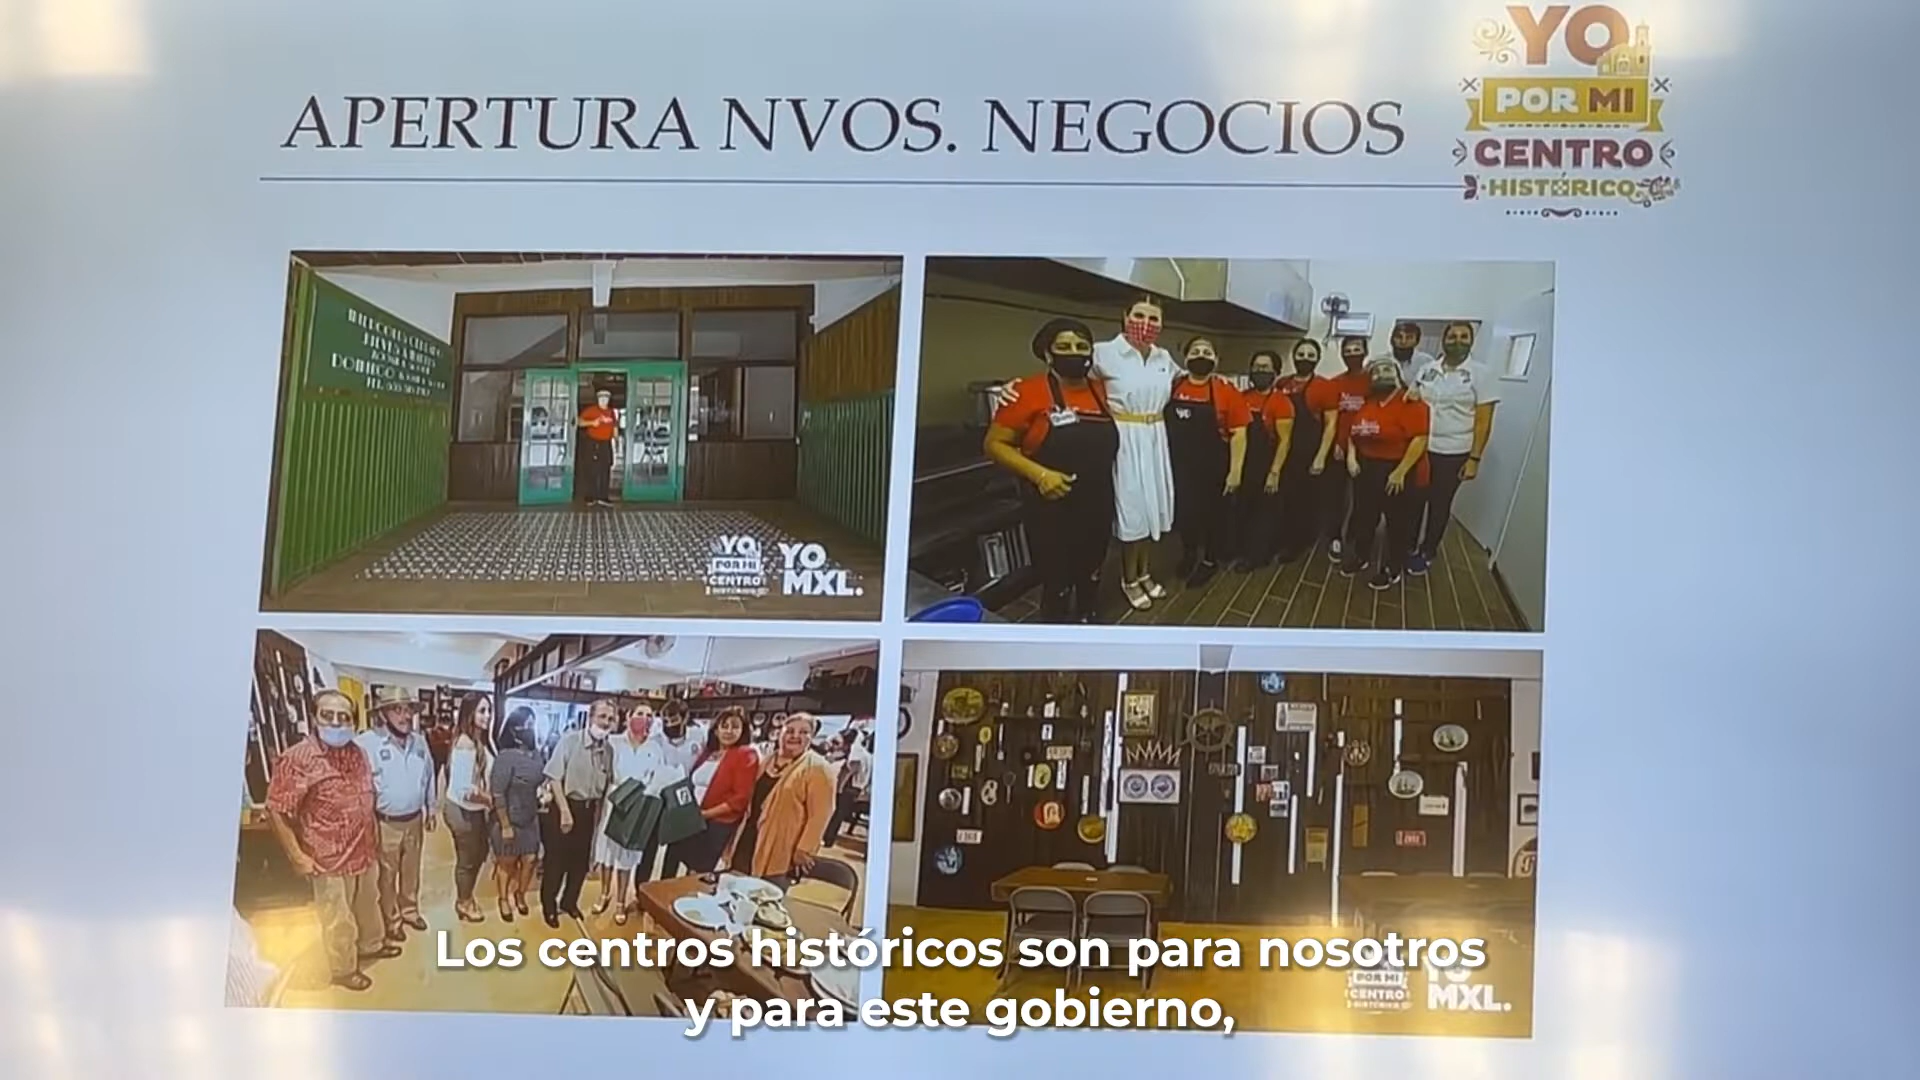 YO
POR MI
CENTRO
HISTÓRICO
APERTURA NVOS. NEGOCIOS
DOMINGO
YO
POR MI
CENTRO
YO
MXL.
Los centros históricos son para nosotros
y para este gobierno,
POR MI
CENTRO
YO
MXL.